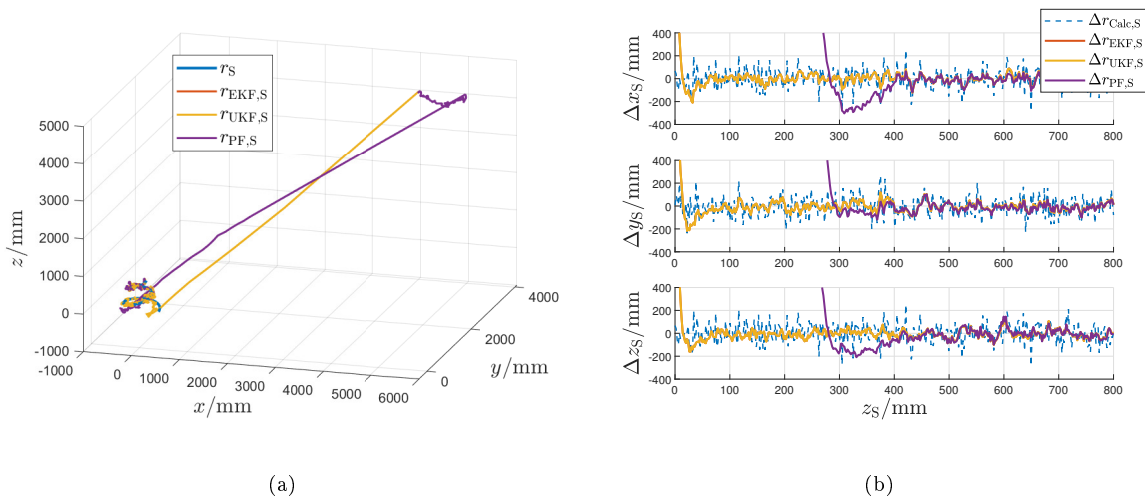 r_S
r_EKF,S
r_UKF,S
r_PF,S
5000
4000
3000
2000
1000
0
-1000
z/mm
-1000
0
1000
2000
3000
4000
5000
6000
x/mm
0
2000
4000
y/mm
(a)
Δr_Calc,S
Δr_EKF,S
Δr_UKF,S
Δr_PF,S
400
200
0
-200
-400
Δx_S/mm
0 100 200 300 400 500 600 700 800
400
200
0
-200
-400
Δy_S/mm
0 100 200 300 400 500 600 700 800
400
200
0
-200
-400
Δz_S/mm
0 100 200 300 400 500 600 700 800
z_S/mm
(b)